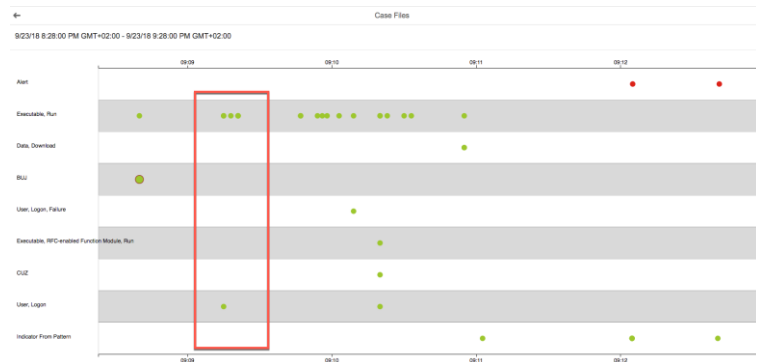 Case Files
9/23/18 8:28:00 PM GMT+02:00 - 9/23/18 9:28:00 PM GMT+02:00
09:09 09:10 09:11 09:12
Alert
Executable, Run
Data, Download
BUJ
User, Logon, Failure
Executable, RFC-enabled Function Module, Run
CUZ
User, Logon
Indicator From Pattern
09:09 09:10 09:11 09:12